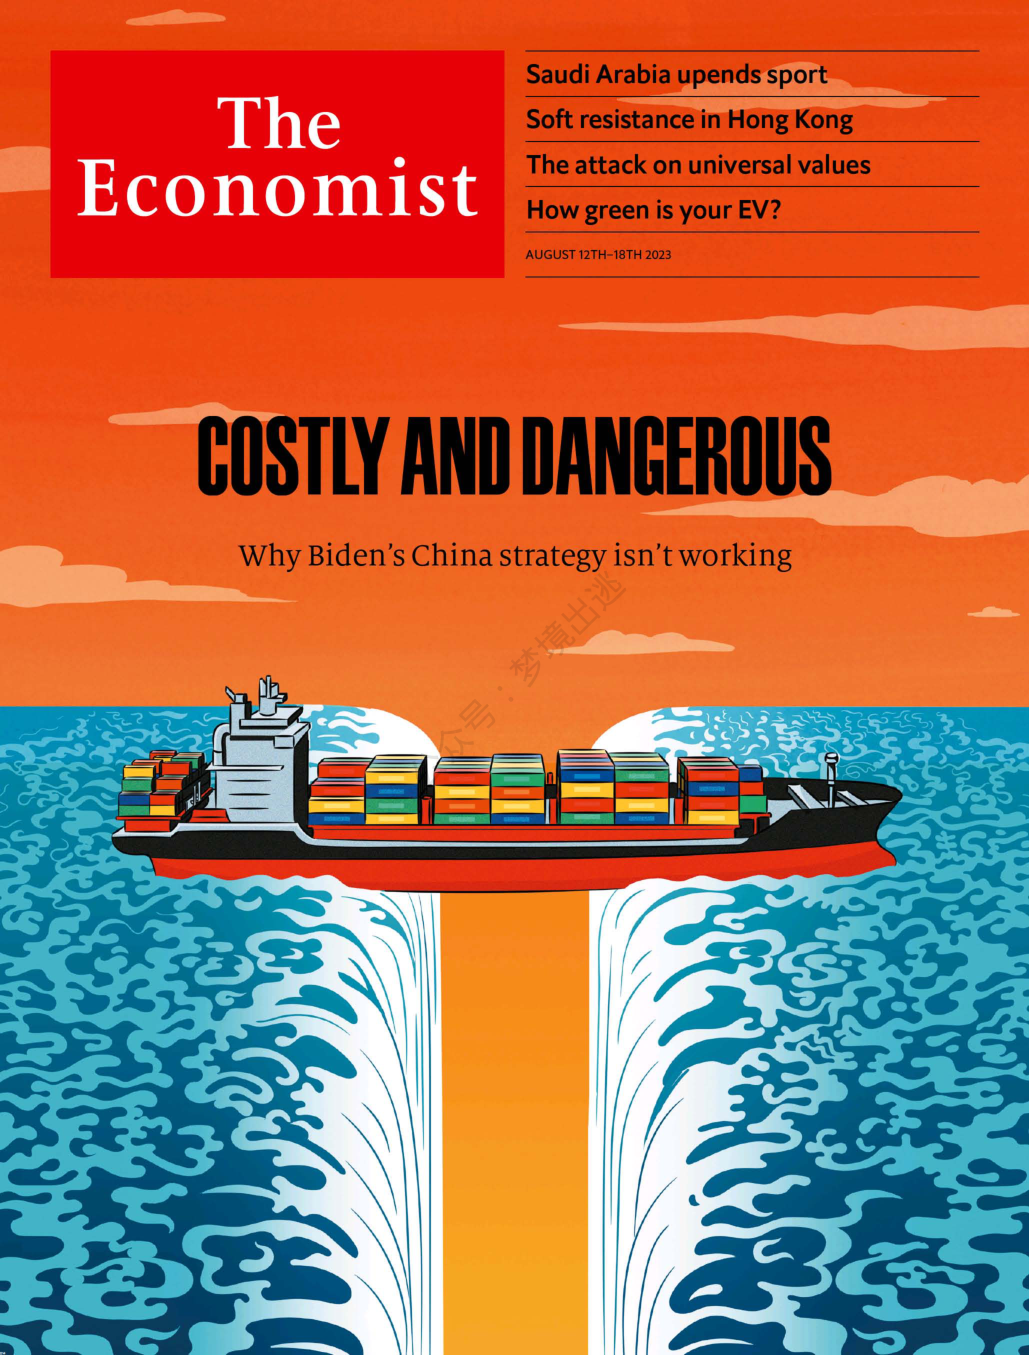 The
Economist
Saudi Arabia upends sport
Soft resistance in Hong Kong
The attack on universal values
How green is your EV?
AUGUST 12TH–18TH 2023
COSTLY AND DANGEROUS
Why Biden’s China strategy isn’t working
众号：梦境出逃